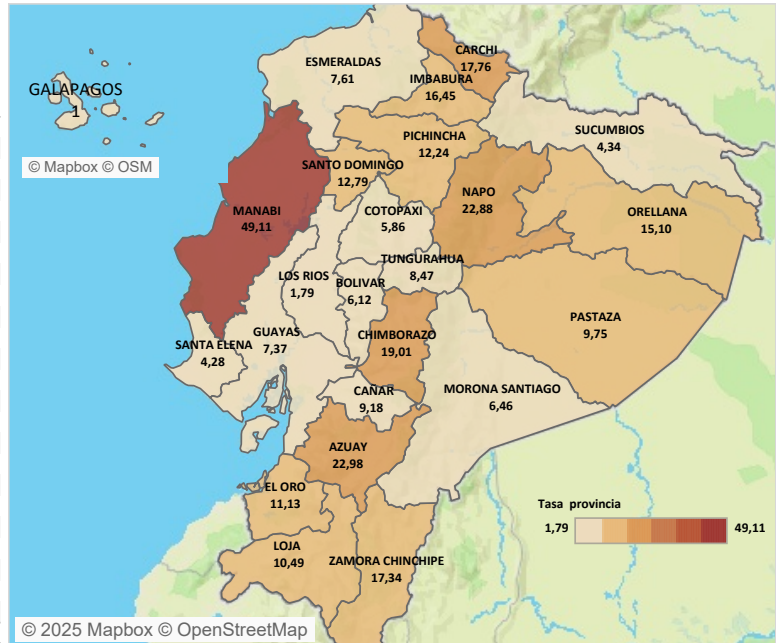 CARCHI
17,76
ESMERALDAS
7,61
IMBABURA
16,45
GALAPAGOS
1
© Mapbox © OSM
PICHINCHA
12,24
SUCUMBIOS
4,34
SANTO DOMINGO
12,79
NAPO
22,88
MANABI
49,11
COTOPAXI
5,86
ORELLANA
15,10
TUNGURAHUA
8,47
LOS RIOS
1,79
BOLIVAR
6,12
PASTAZA
9,75
SANTA ELENA
4,28
GUAYAS
7,37
CHIMBORAZO
19,01
CAÑAR
9,18
MORONA SANTIAGO
6,46
AZUAY
22,98
EL ORO
11,13
Tasa provincia
1,79 49,11
LOJA
10,49
ZAMORA CHINCHIPE
17,34
© 2025 Mapbox © OpenStreetMap